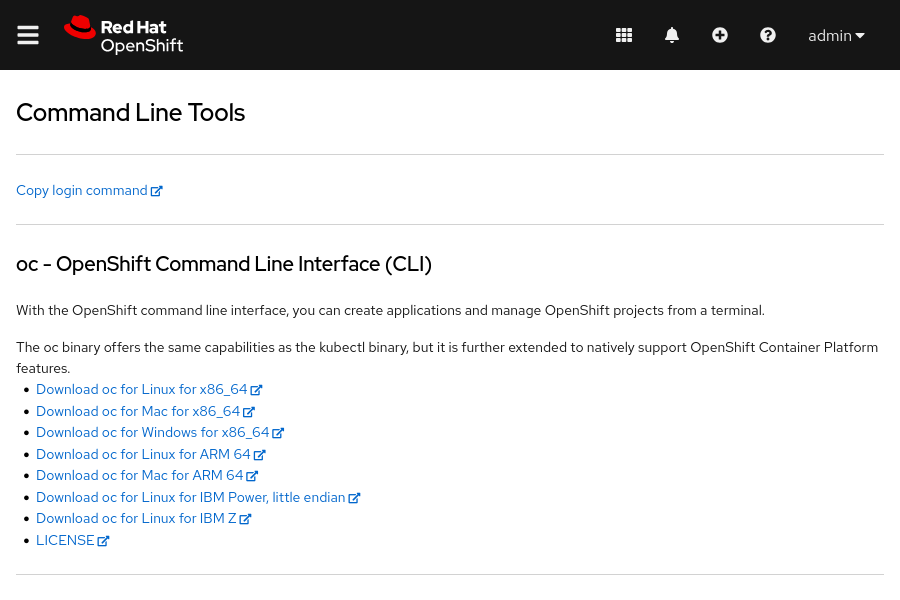 Red Hat
OpenShift
admin
Command Line Tools
Copy login command
oc - OpenShift Command Line Interface (CLI)
With the OpenShift command line interface, you can create applications and manage OpenShift projects from a terminal.
The oc binary offers the same capabilities as the kubectl binary, but it is further extended to natively support OpenShift Container Platform
features.
Download oc for Linux for x86_64
Download oc for Mac for x86_64
Download oc for Windows for x86_64
Download oc for Linux for ARM 64
Download oc for Mac for ARM 64
Download oc for Linux for IBM Power, little endian
Download oc for Linux for IBM Z
LICENSE